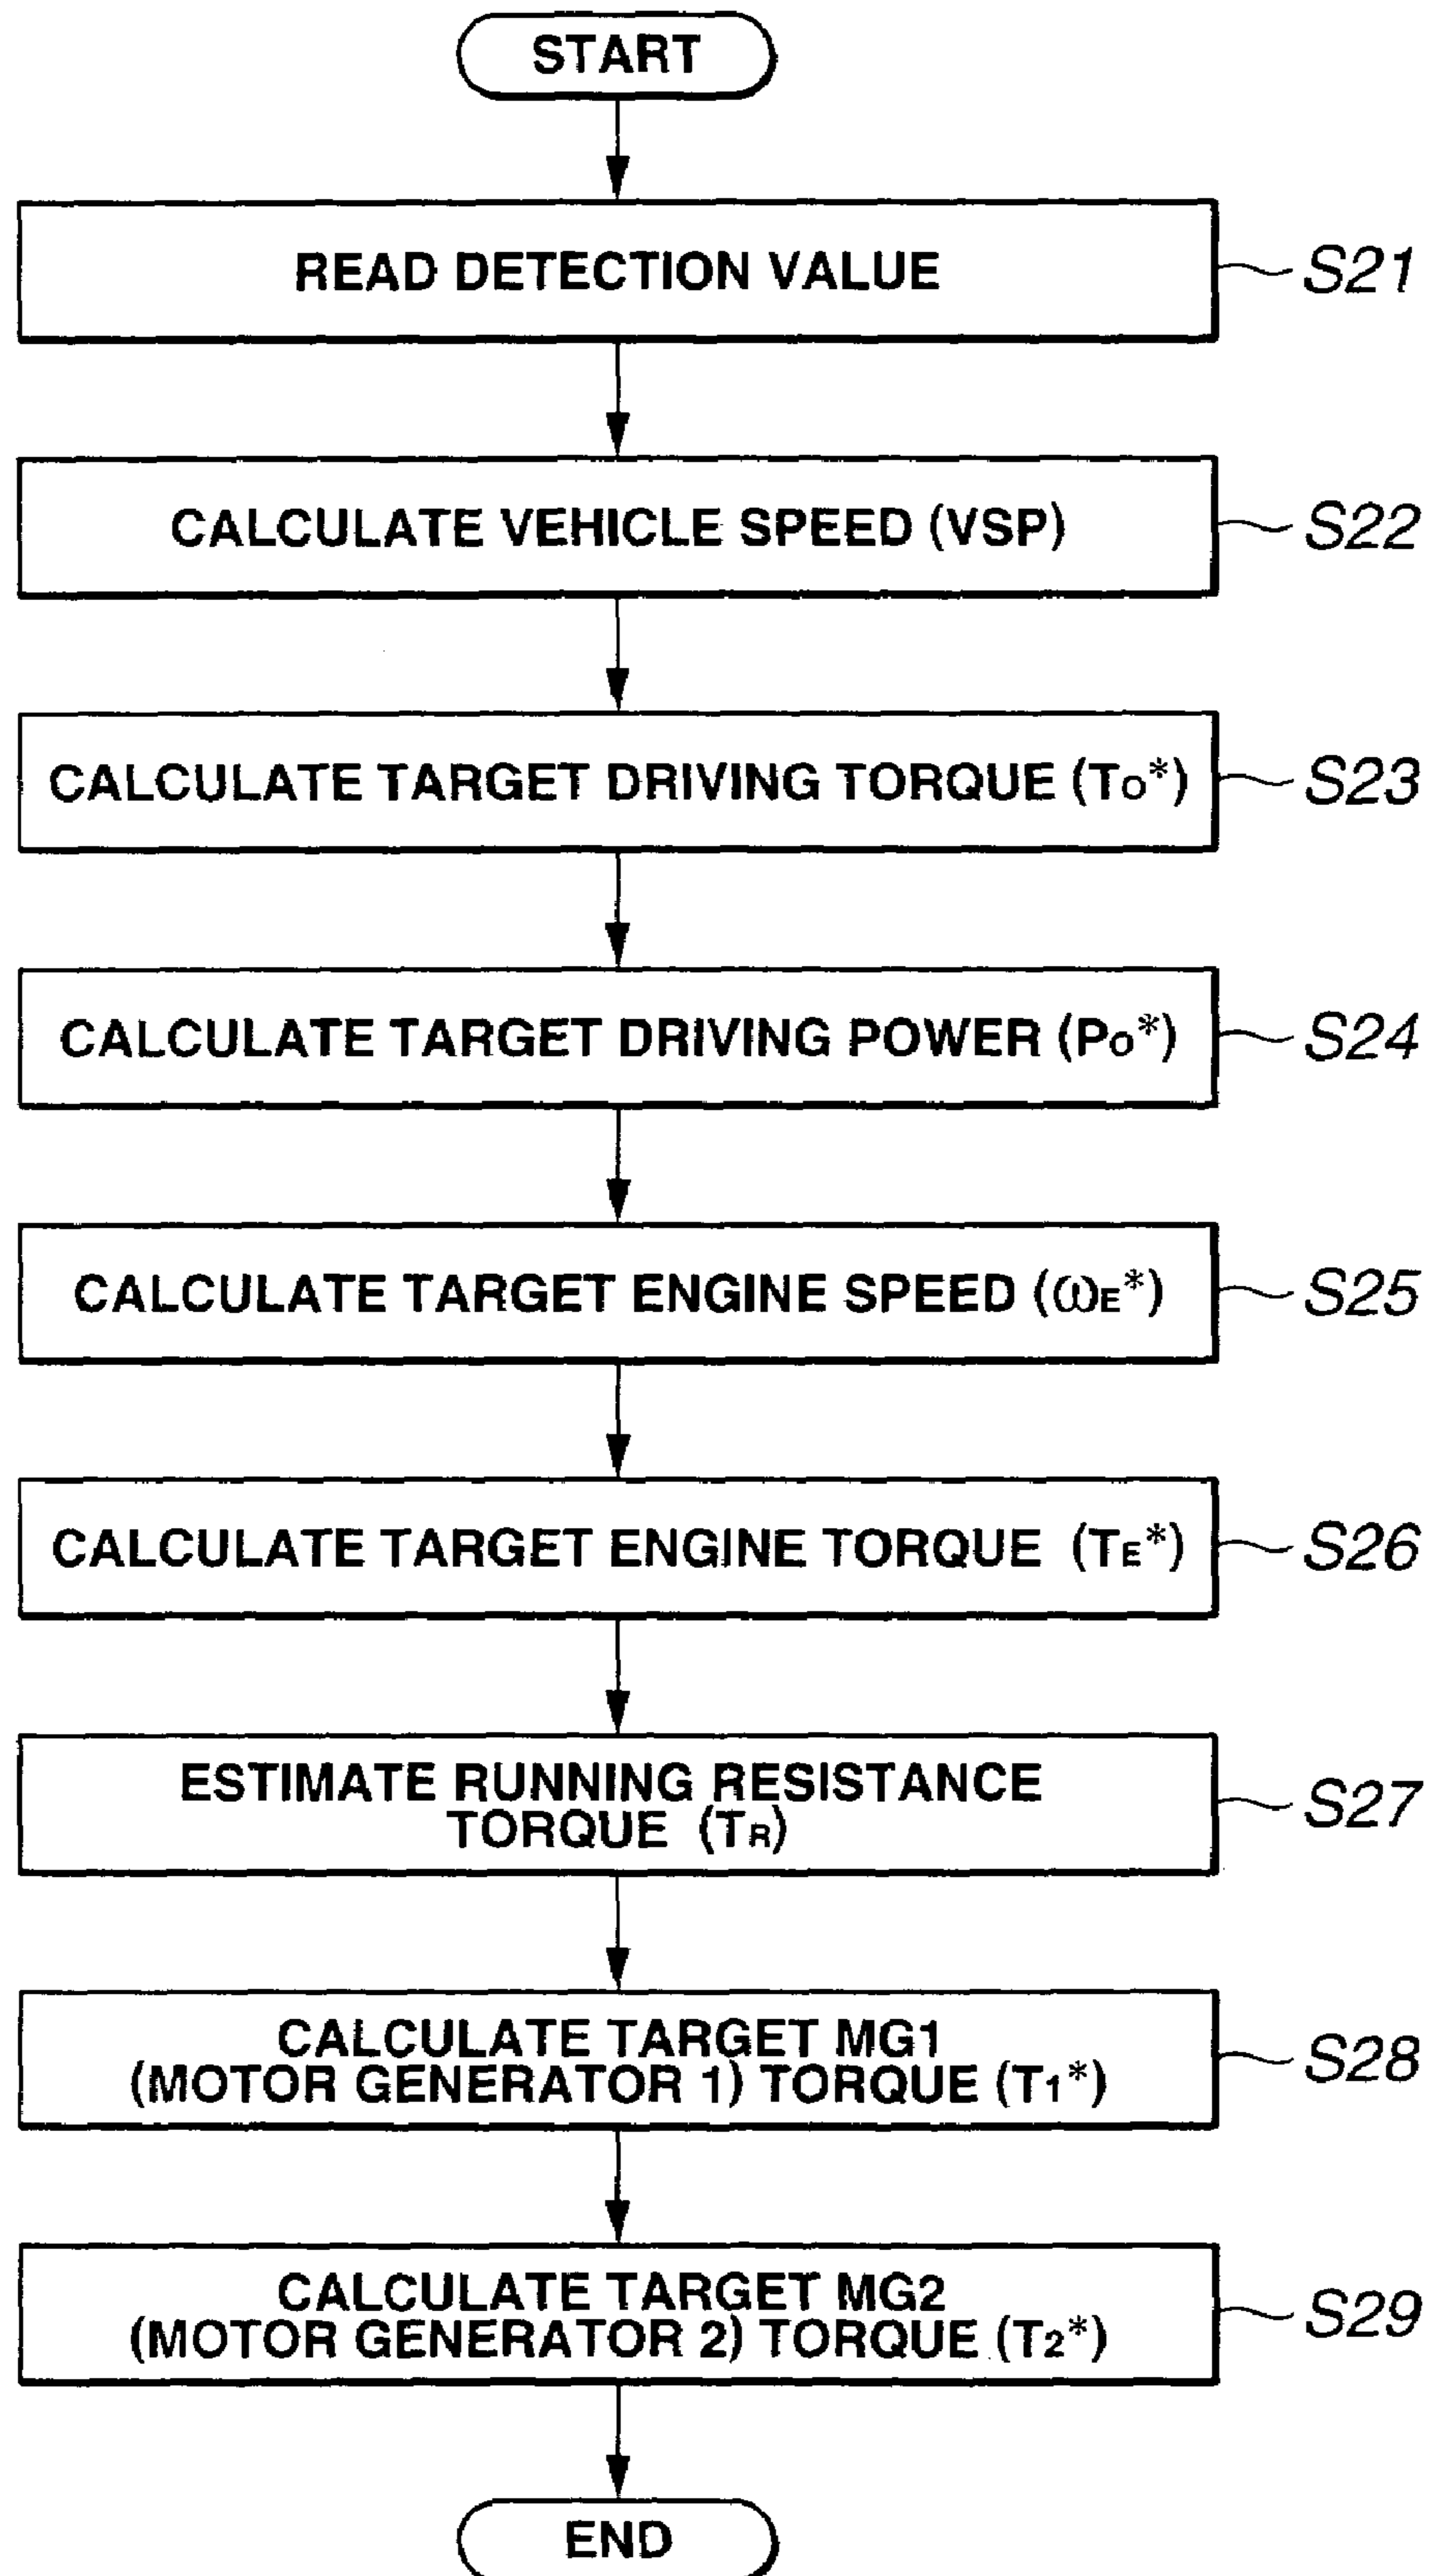 START
READ DETECTION VALUE
S21
CALCULATE VEHICLE SPEED (VSP)
S22
CALCULATE TARGET DRIVING TORQUE (TO*)
S23
CALCULATE TARGET DRIVING POWER (PO*)
S24
CALCULATE TARGET ENGINE SPEED (ωE*)
S25
CALCULATE TARGET ENGINE TORQUE (TE*)
S26
ESTIMATE RUNNING RESISTANCE
TORQUE (TR)
S27
CALCULATE TARGET MG1
(MOTOR GENERATOR 1) TORQUE (T1*)
S28
CALCULATE TARGET MG2
(MOTOR GENERATOR 2) TORQUE (T2*)
S29
END